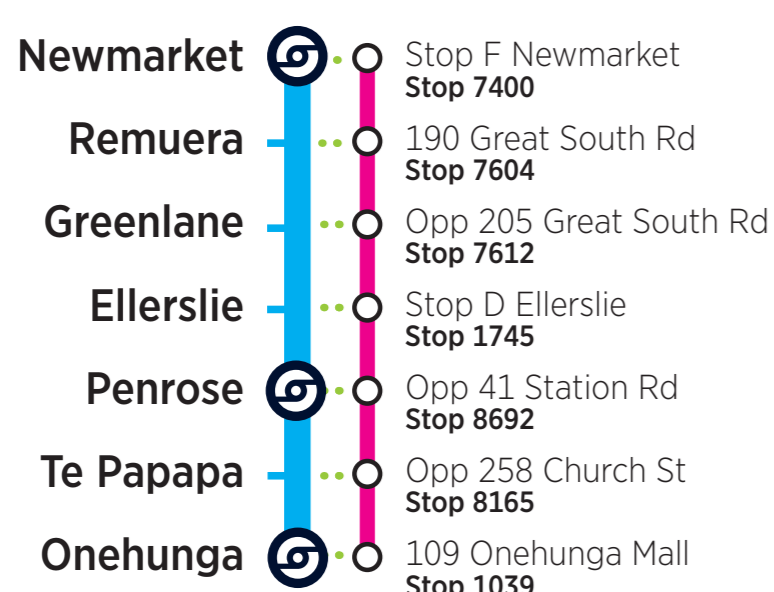 Newmarket
Stop F Newmarket
Stop 7400
Remuera
190 Great South Rd
Stop 7604
Greenlane
Opp 205 Great South Rd
Stop 7612
Ellerslie
Stop D Ellerslie
Stop 1745
Penrose
Opp 41 Station Rd
Stop 8692
Te Papapa
Opp 258 Church St
Stop 8165
Onehunga
109 Onehunga Mall
Stop 1039